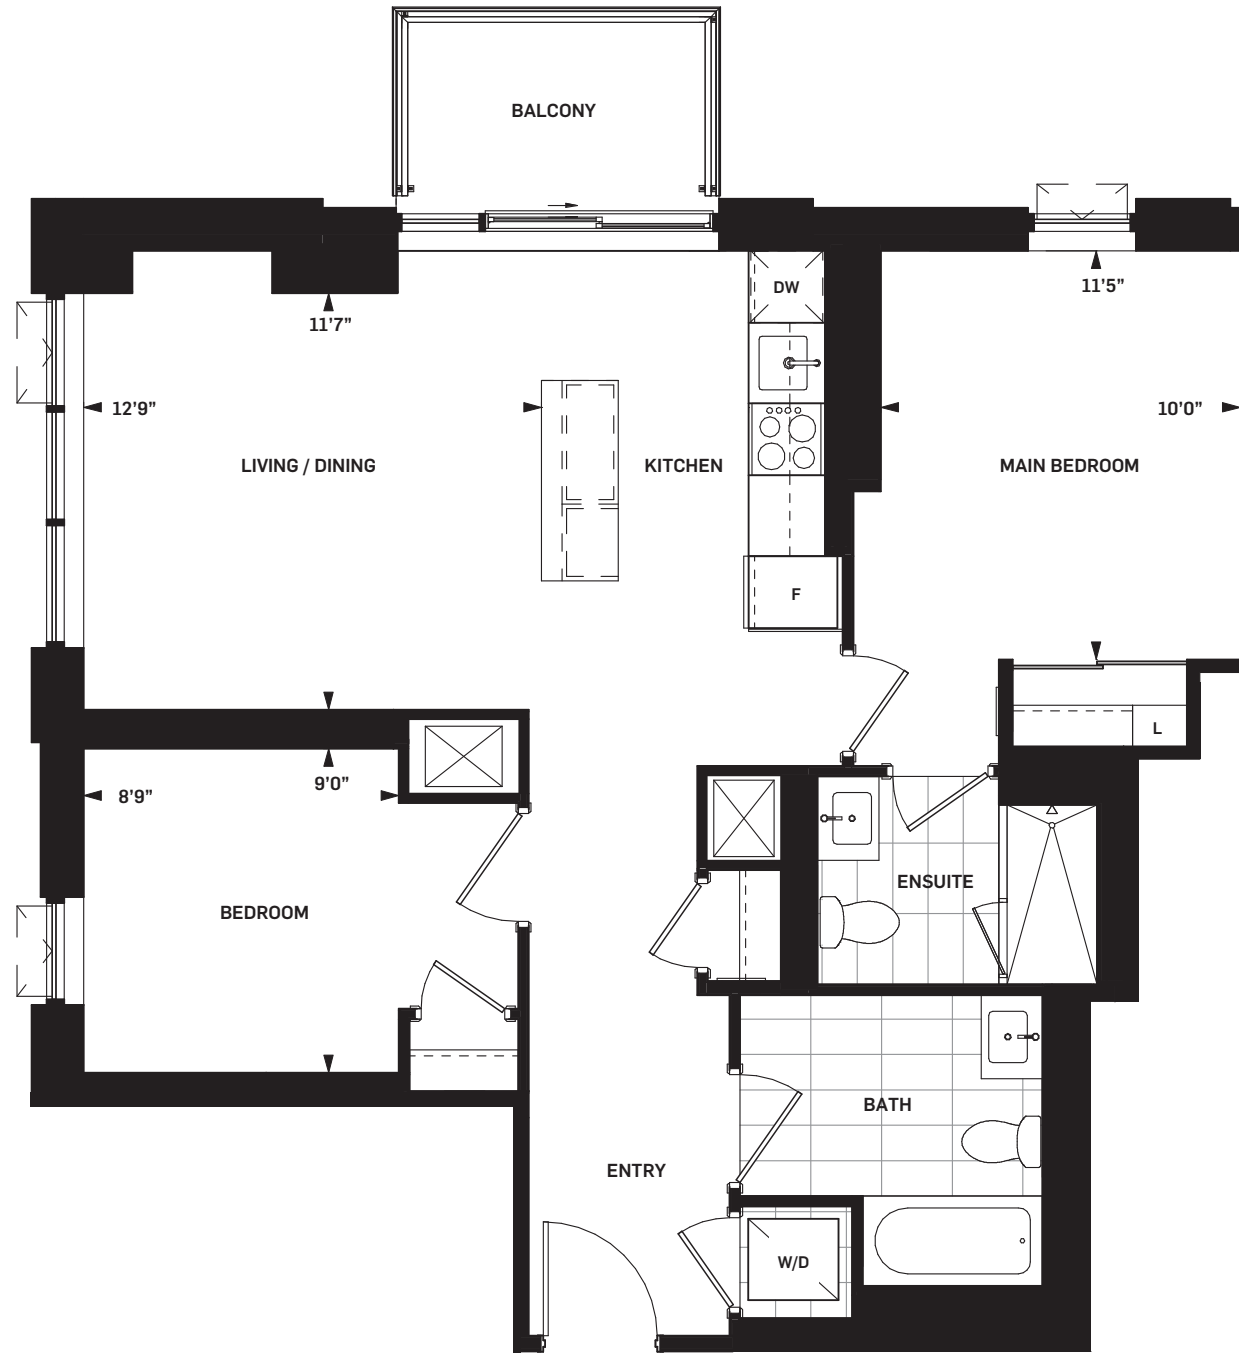 BALCONY
DW
11’5”
11’7”
12’9”
10’0”
LIVING / DINING
KITCHEN
MAIN BEDROOM
F
L
9’0”
8’9”
ENSUITE
BEDROOM
BATH
ENTRY
W/D